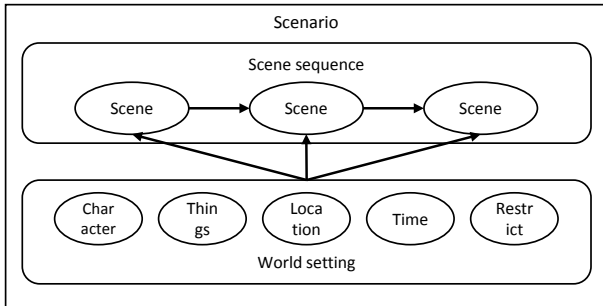 Scenario
Scene sequence
Scene Scene Scene
Char Thin Loca Time Restr
acter gs tion ict
World setting